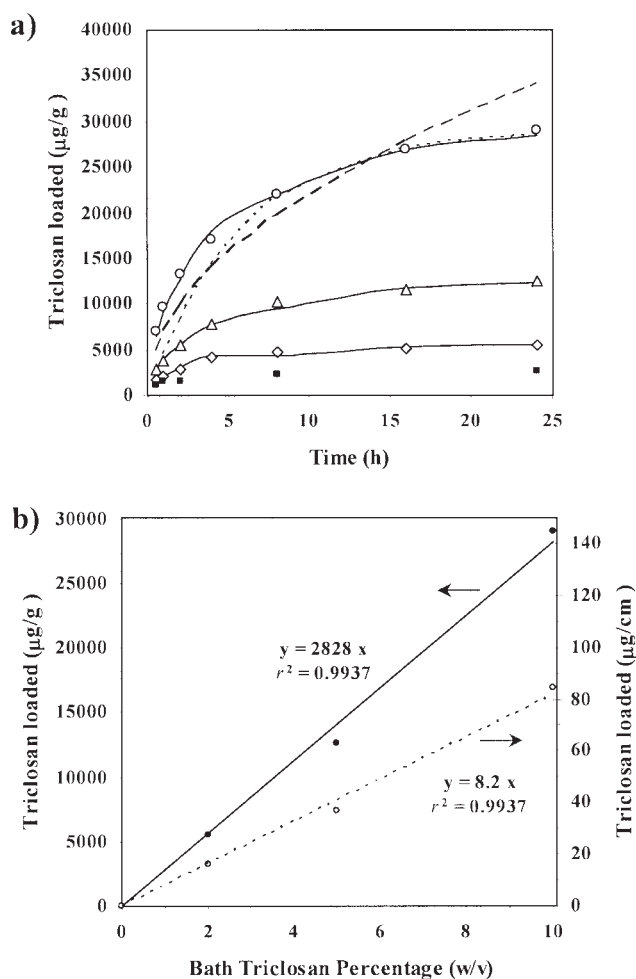 a)
40000
35000
30000
25000
20000
15000
10000
5000
0
Triclosan loaded (μg/g)
0 5 10 15 20 25
Time (h)
b)
30000
25000
20000
15000
10000
5000
0
Triclosan loaded (μg/g)
140
120
100
80
60
40
20
0
Triclosan loaded (μg/cm)
y = 2828 x
r² = 0.9937
y = 8.2 x
r² = 0.9937
0 2 4 6 8 10
Bath Triclosan Percentage (w/v)